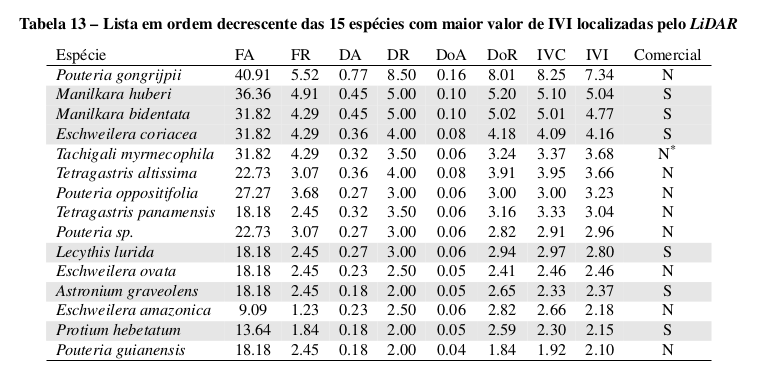 Tabela 13 – Lista em ordem decrescente das 15 espécies com maior valor de IVI localizadas pelo LiDAR
Espécie FA FR DA DR DoA DoR IVC IVI Comercial
Pouteria gongrijpii 40.91 5.52 0.77 8.50 0.16 8.01 8.25 7.34 N
Manilkara huberi 36.36 4.91 0.45 5.00 0.10 5.20 5.10 5.04 S
Manilkara bidentata 31.82 4.29 0.45 5.00 0.10 5.02 5.01 4.77 S
Eschweilera coriacea 31.82 4.29 0.36 4.00 0.08 4.18 4.09 4.16 S
Tachigali myrmecophila 31.82 4.29 0.32 3.50 0.06 3.24 3.37 3.68 N*
Tetragastris altissima 22.73 3.07 0.36 4.00 0.08 3.91 3.95 3.66 N
Pouteria oppositifolia 27.27 3.68 0.27 3.00 0.06 3.00 3.00 3.23 N
Tetragastris panamensis 18.18 2.45 0.32 3.50 0.06 3.16 3.33 3.04 N
Pouteria sp. 22.73 3.07 0.27 3.00 0.06 2.82 2.91 2.96 N
Lecythis lurida 18.18 2.45 0.27 3.00 0.06 2.94 2.97 2.80 S
Eschweilera ovata 18.18 2.45 0.23 2.50 0.05 2.41 2.46 2.46 N
Astronium graveolens 18.18 2.45 0.18 2.00 0.05 2.65 2.33 2.37 S
Eschweilera amazonica 9.09 1.23 0.23 2.50 0.06 2.82 2.66 2.18 N
Protium hebetatum 13.64 1.84 0.18 2.00 0.05 2.59 2.30 2.15 S
Pouteria guianensis 18.18 2.45 0.18 2.00 0.04 1.84 1.92 2.10 N